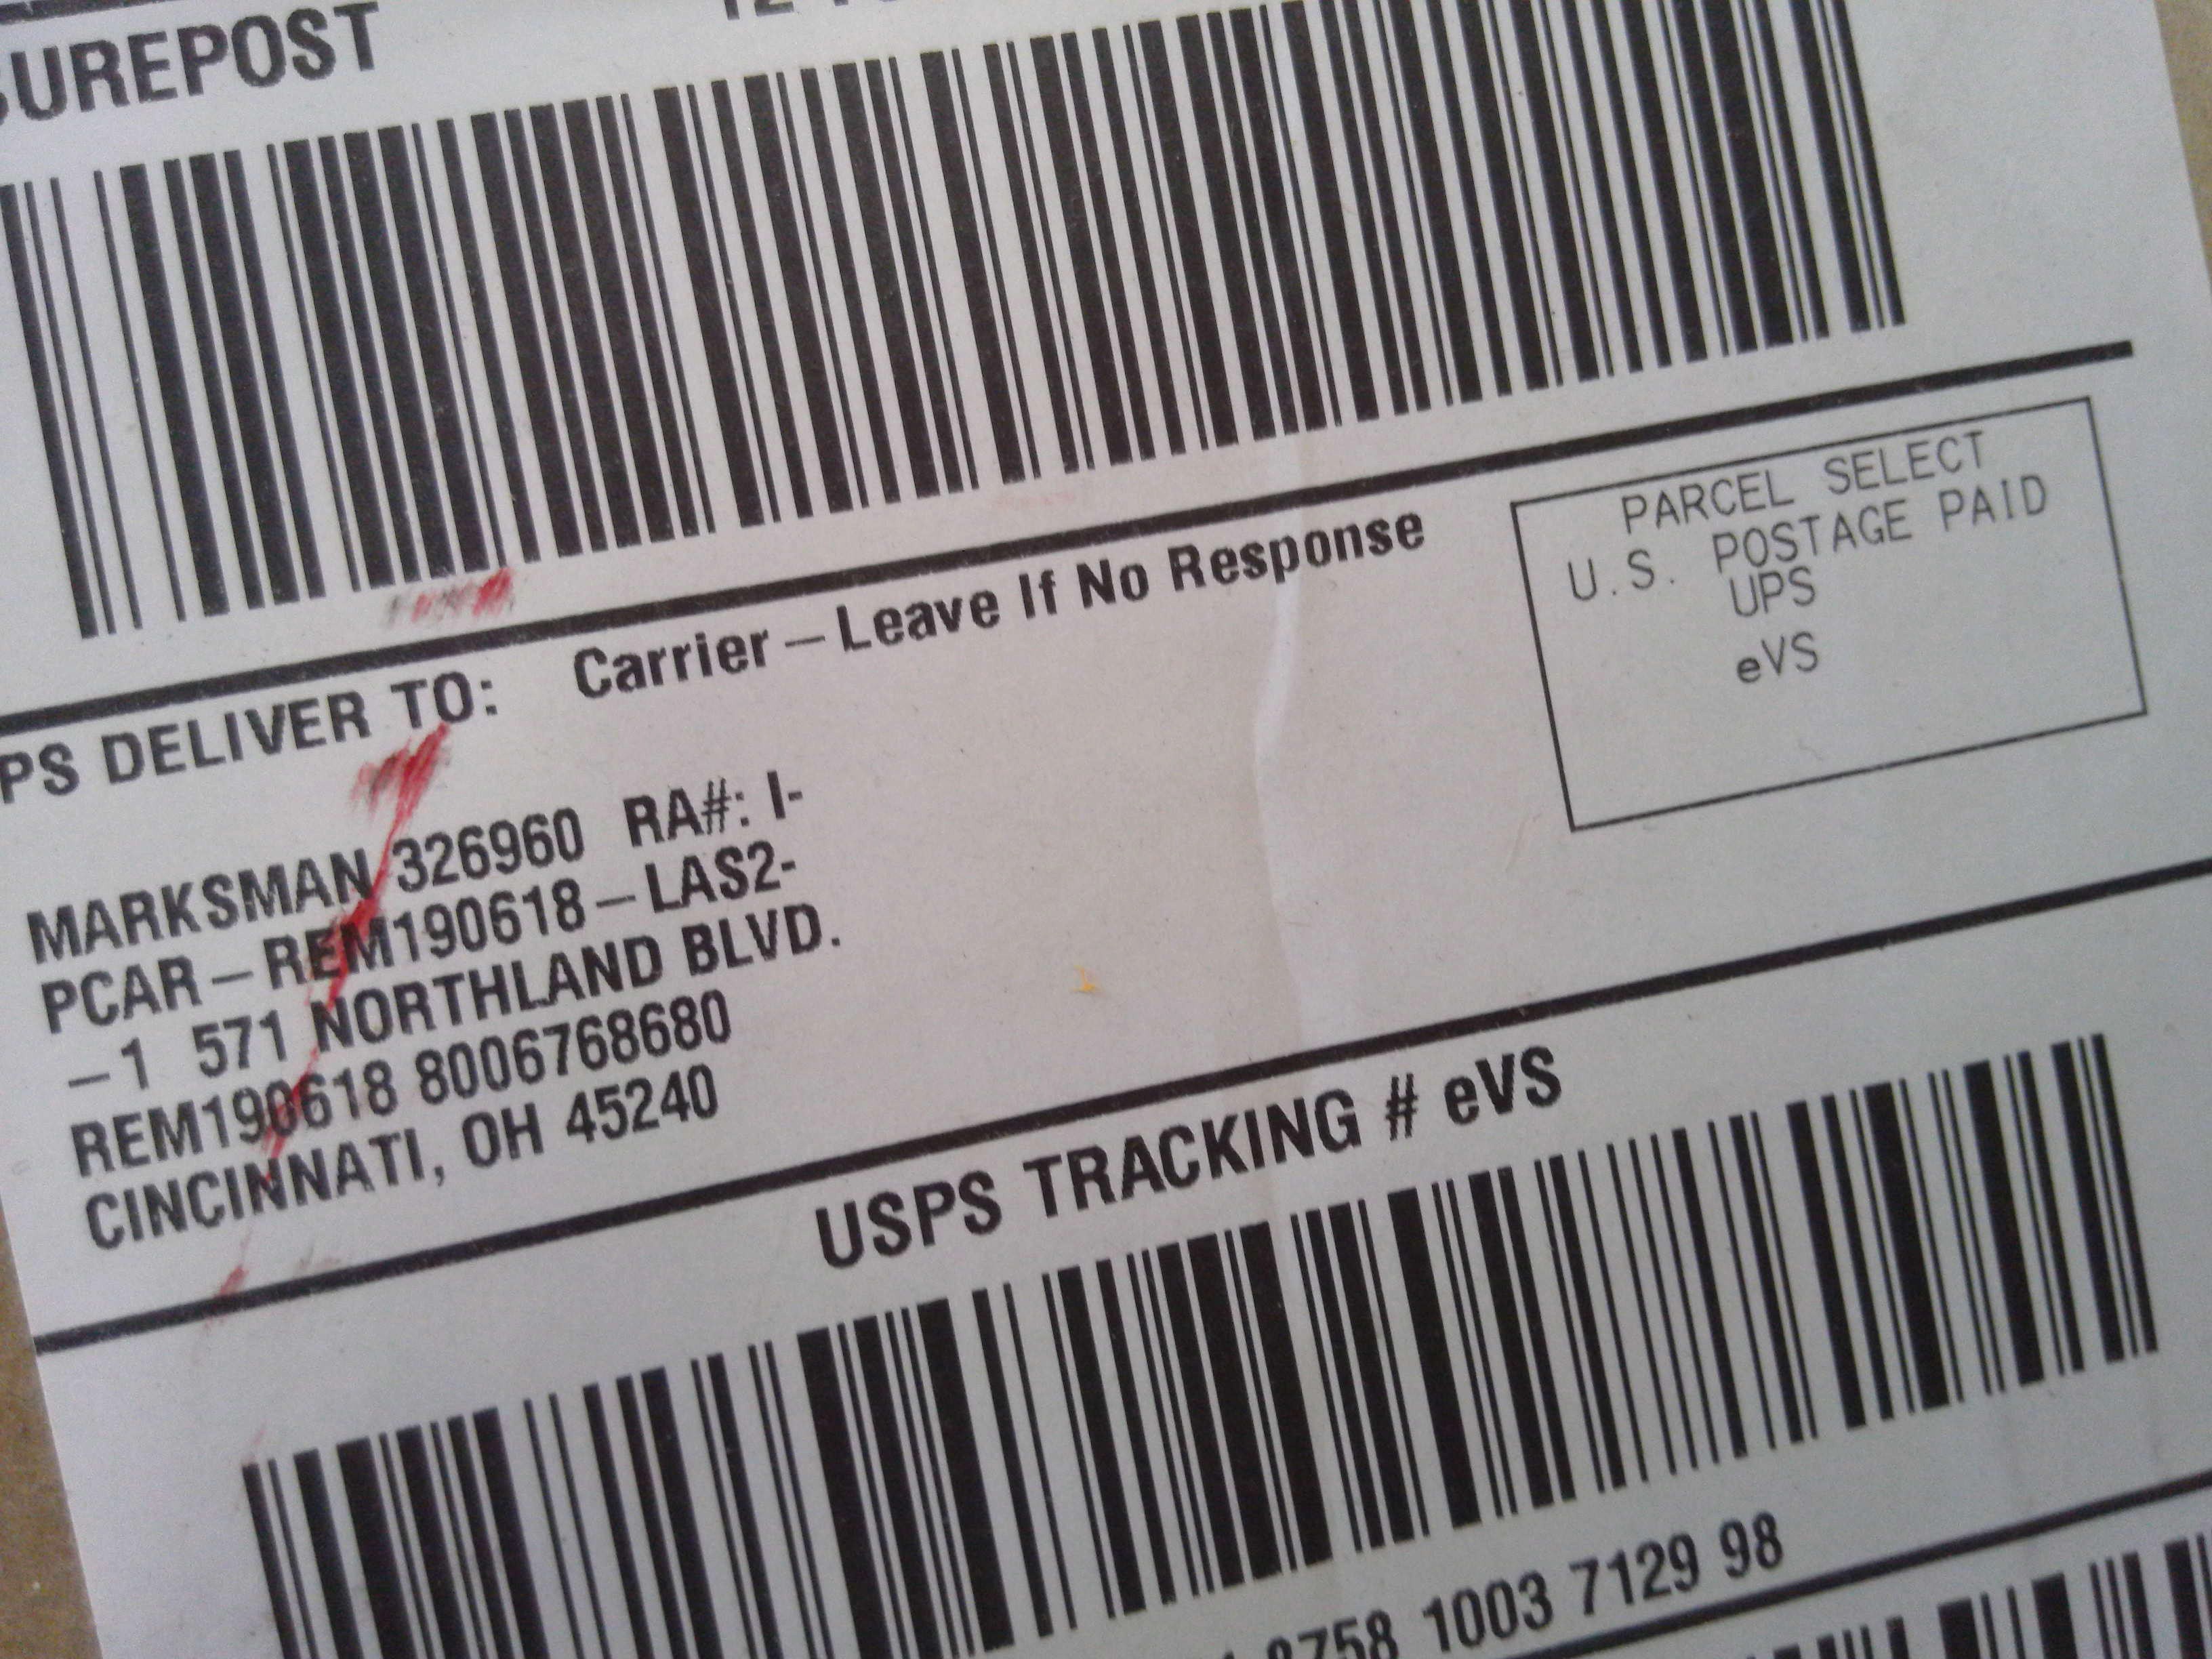 SUREPOST
PS DELIVER TO: Carrier – Leave If No Response
PARCEL SELECT
U.S. POSTAGE PAID
UPS
eVS
MARKSMAN 326960 RA#: I-
PCAR – REM190618 – LAS2-
– 1 571 NORTHLAND BLVD.
REM190618 8006768680
CINCINNATI, OH 45240
USPS TRACKING # eVS
8758 1003 7129 98